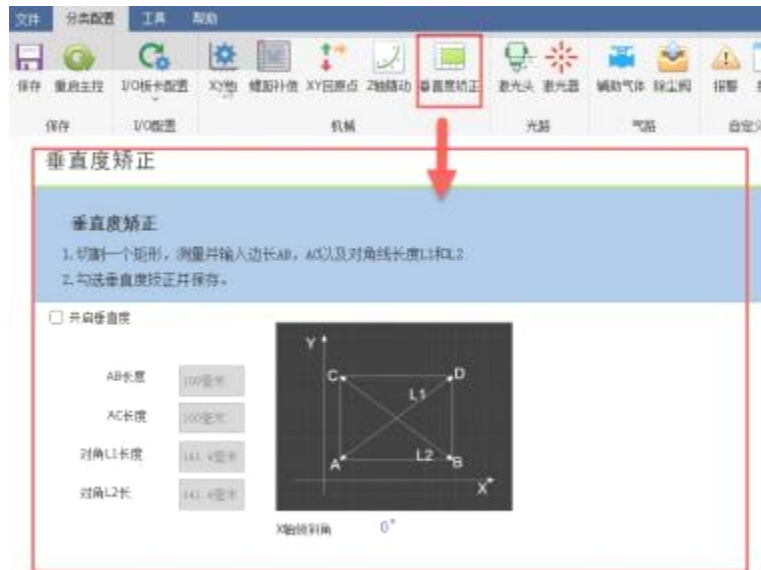 文件 分类配置 工具 帮助
保存 重启主控 I/O板卡配置 XY轴 螺距补偿 XY回原点 Z轴随动 垂直度矫正 激光头 激光器 辅助气体 除尘阀 报警
保存 I/O配置 机械 光路 气路 自定义
垂直度矫正
垂直度矫正
1.切割一个矩形，测量并输入边长AB，AC以及对角线长度L1和L2
2.勾选垂直度矫正并保存。
开启垂直度
AB长度 100毫米
AC长度 100毫米
对角L1长度 141.4毫米
对角L2长 141.4毫米
Y
C D
L1
A L2 B
X
X轴倾斜角 0°